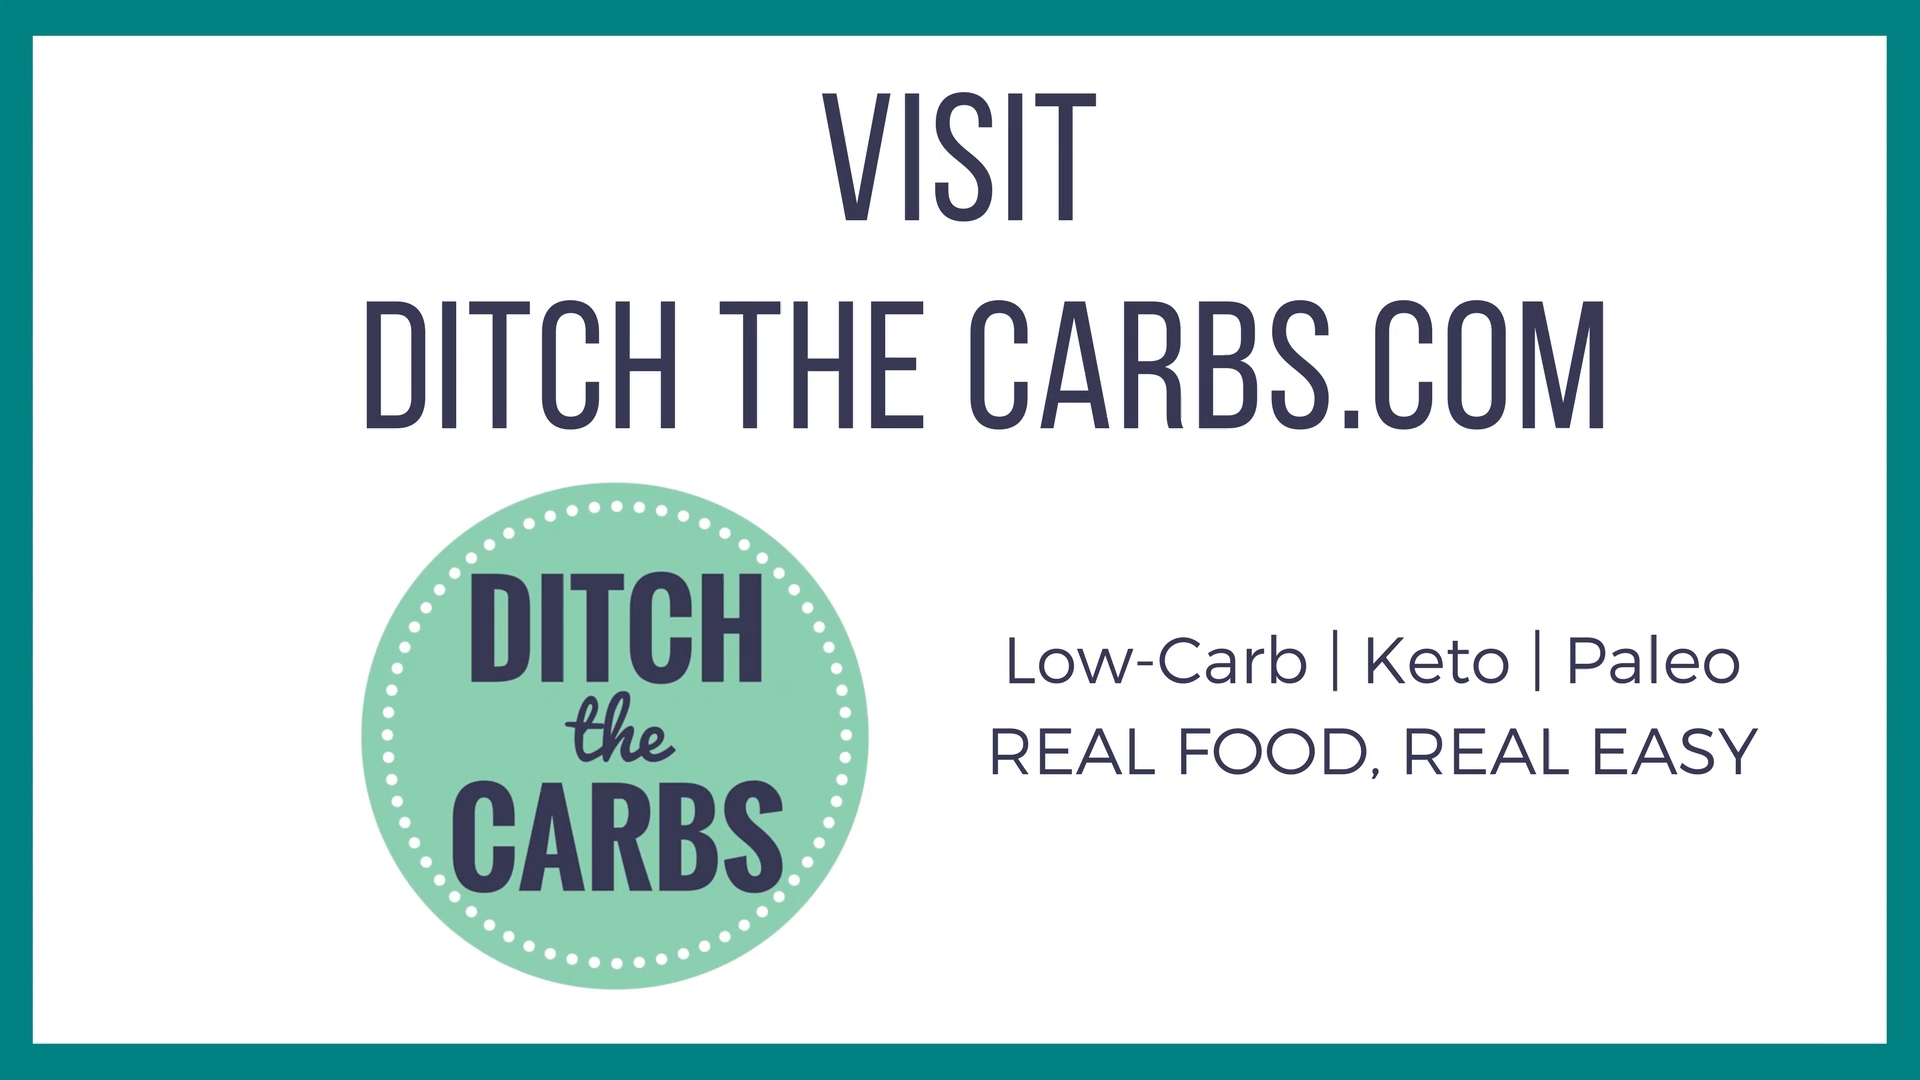 VISIT
DITCH THE CARBS.COM
DITCH
the
CARBS
Low-Carb | Keto | Paleo
REAL FOOD, REAL EASY